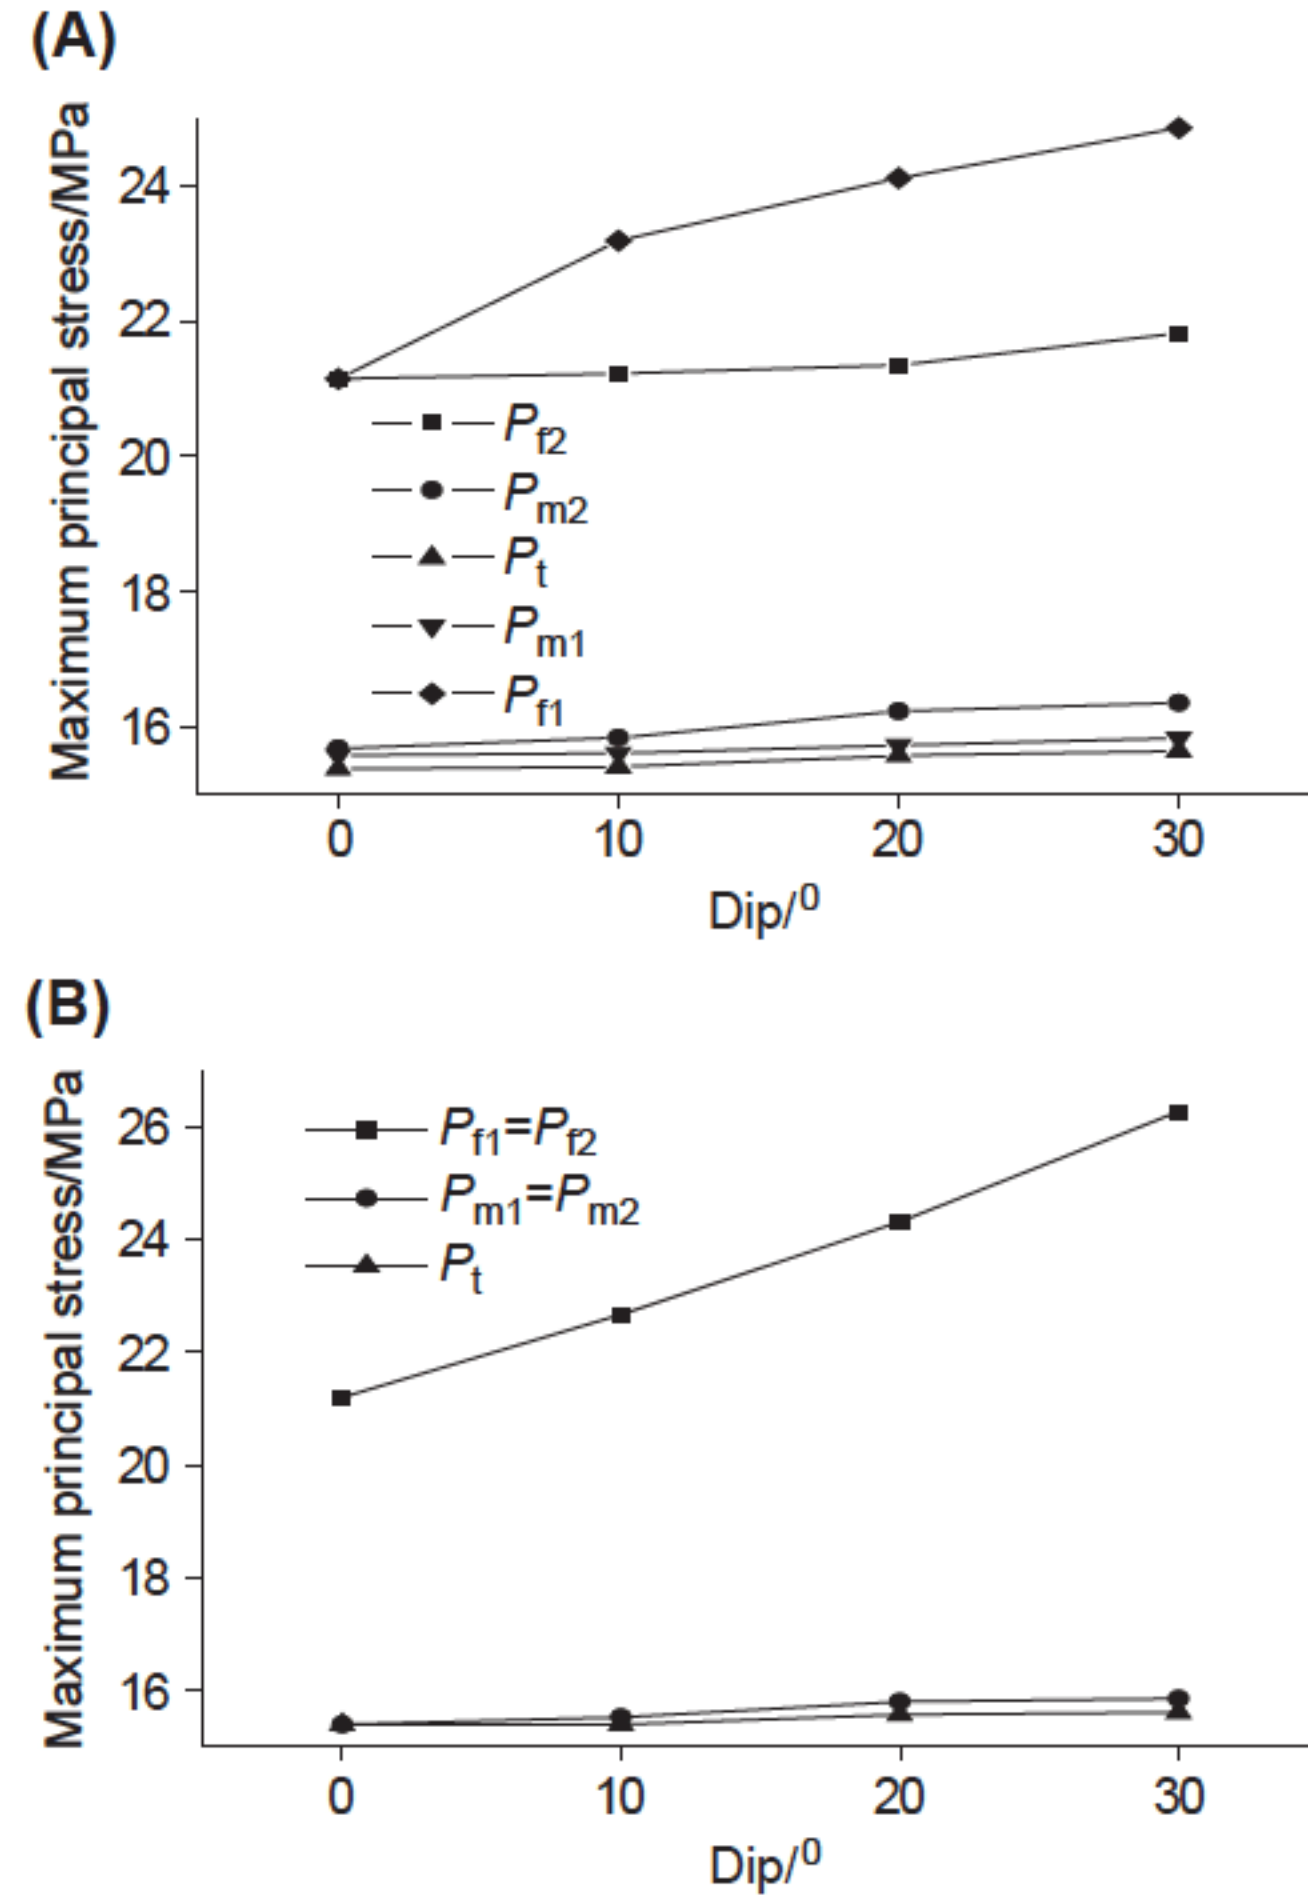 (A)
Maximum principal stress/MPa
24
22
20
18
16
Pf2
Pm2
Pt
Pm1
Pf1
0 10 20 30
Dip/0
(B)
Maximum principal stress/MPa
26
24
22
20
18
16
Pf1=Pf2
Pm1=Pm2
Pt
0 10 20 30
Dip/0